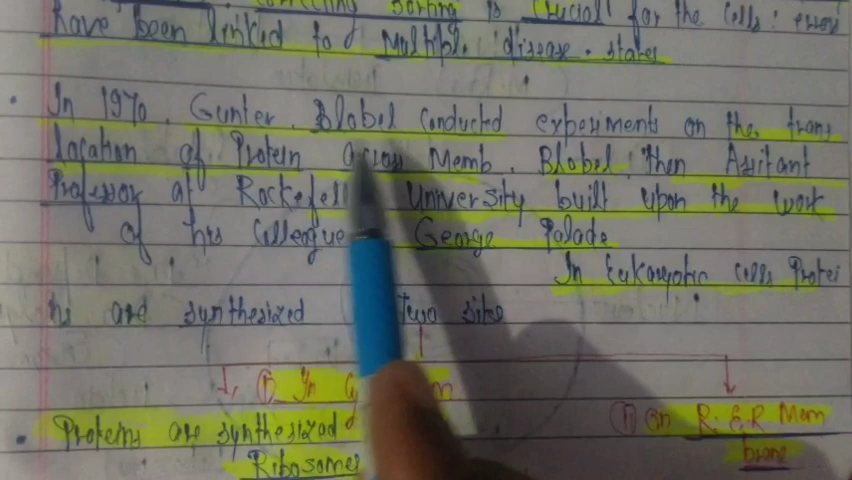 correcting sorting is crucial for the cells: errors
have been linked to multiple disease states
• In 1970, Gunter Blobel conducted experiments on the trans
location of Protein across Memb. Blobel, then Assitant
Professor at Rockefell University built upon the work
of his colleague George Palade
In Eukaryotic cells Protei
ns are synthesized Two sites
(i) In
(ii) on R.E.R Mem
brane
• Proteins are synthesized
Ribosomes